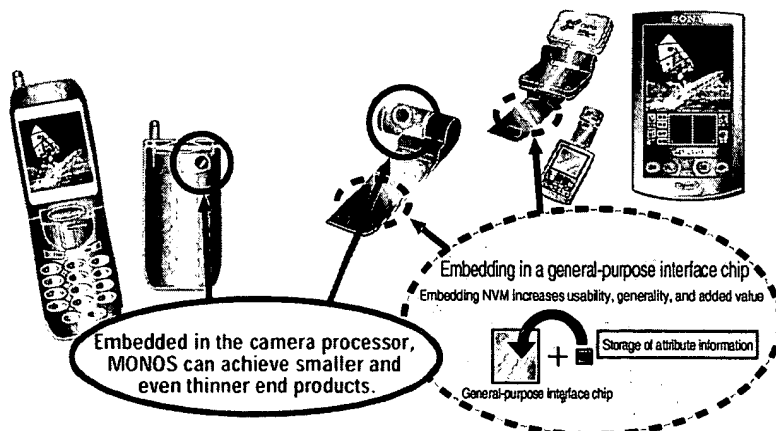 SONY
Embedding in a general-purpose interface chip
Embedding NVM increases usability, generality, and added value
Embedded in the camera processor,
MONOS can achieve smaller and
even thinner end products.
+
Storage of attribute information
General-purpose interface chip